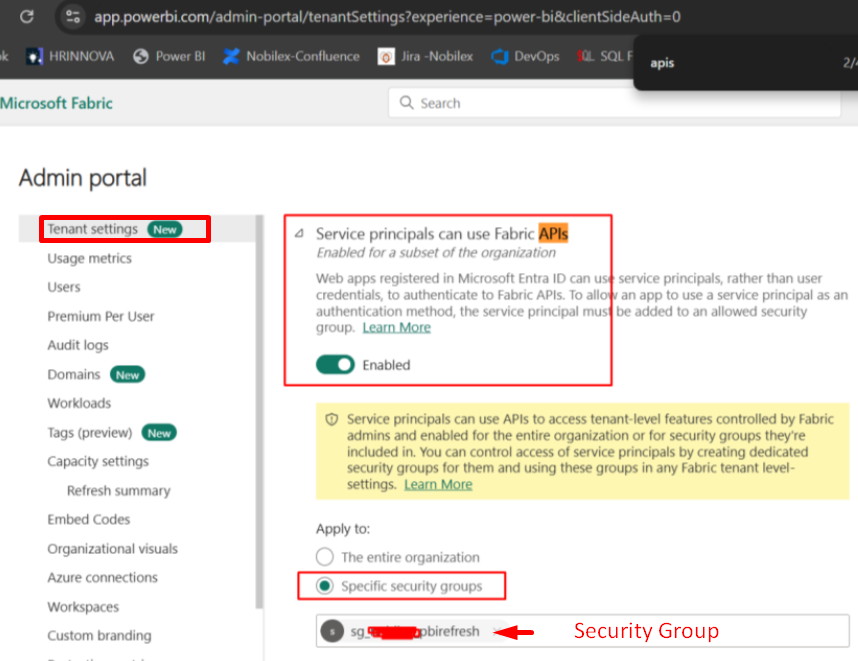 app.powerbi.com/admin-portal/tenantSettings?experience=power-bi&clientSideAuth=0
HRINNOVA
Power BI
Nobilex-Confluence
Jira -Nobilex
DevOps
SQL F
apis
2/4
Microsoft Fabric
Search
Admin portal
Tenant settings New
Usage metrics
Users
Premium Per User
Audit logs
Domains New
Workloads
Tags (preview) New
Capacity settings
Refresh summary
Embed Codes
Organizational visuals
Azure connections
Workspaces
Custom branding
Service principals can use Fabric APIs
Enabled for a subset of the organization
Web apps registered in Microsoft Entra ID can use service principals, rather than user
credentials, to authenticate to Fabric APIs. To allow an app to use a service principal as an
authentication method, the service principal must be added to an allowed security
group. Learn More
Enabled
Service principals can use APIs to access tenant-level features controlled by Fabric
admins and enabled for the entire organization or for security groups they're
included in. You can control access of service principals by creating dedicated
security groups for them and using these groups in any Fabric tenant level-
settings. Learn More
Apply to:
The entire organization
Specific security groups
s sg_ pbirefresh
Security Group